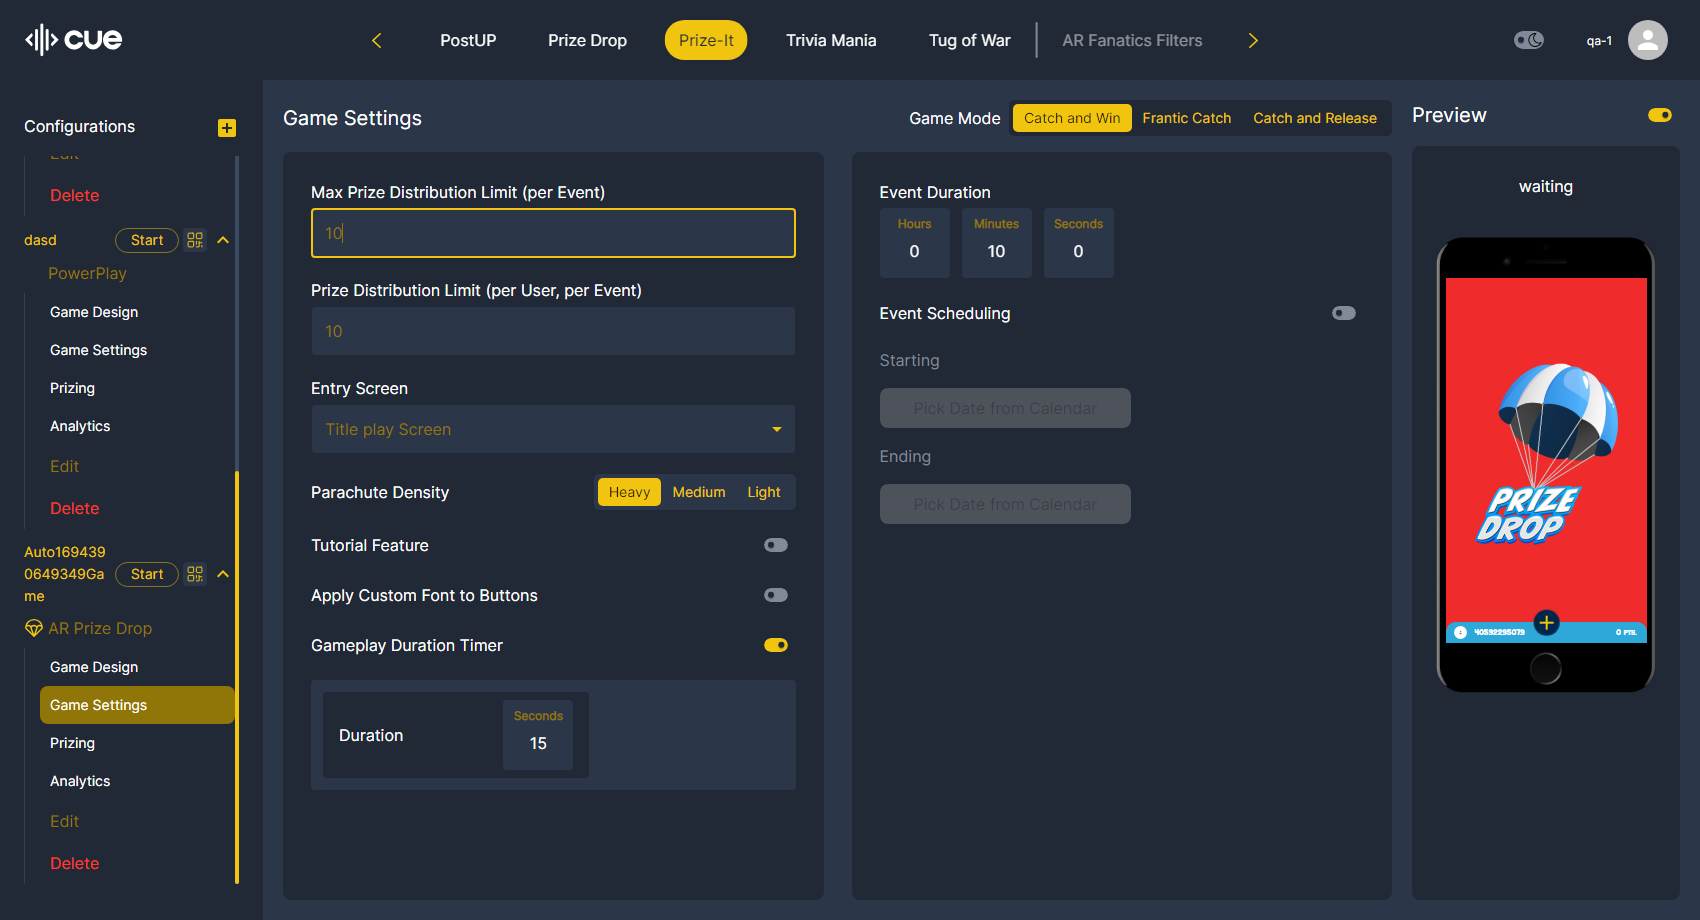 cue
PostUP
Prize Drop
Prize-It
Trivia Mania
Tug of War
AR Fanatics Filters
qa-1
Configurations
Edit
Delete
dasd
Start
PowerPlay
Game Design
Game Settings
Prizing
Analytics
Edit
Delete
Auto169439
0649349Ga
me
Start
AR Prize Drop
Game Design
Game Settings
Prizing
Analytics
Edit
Delete
Game Settings
Game Mode
Catch and Win
Frantic Catch
Catch and Release
Max Prize Distribution Limit (per Event)
10
Prize Distribution Limit (per User, per Event)
10
Entry Screen
Title play Screen
Parachute Density
Heavy
Medium
Light
Tutorial Feature
Apply Custom Font to Buttons
Gameplay Duration Timer
Duration
Seconds
15
Event Duration
Hours
0
Minutes
10
Seconds
0
Event Scheduling
Starting
Pick Date from Calendar
Ending
Pick Date from Calendar
Preview
waiting
PRIZE
DROP
40592295079
0 PTS.